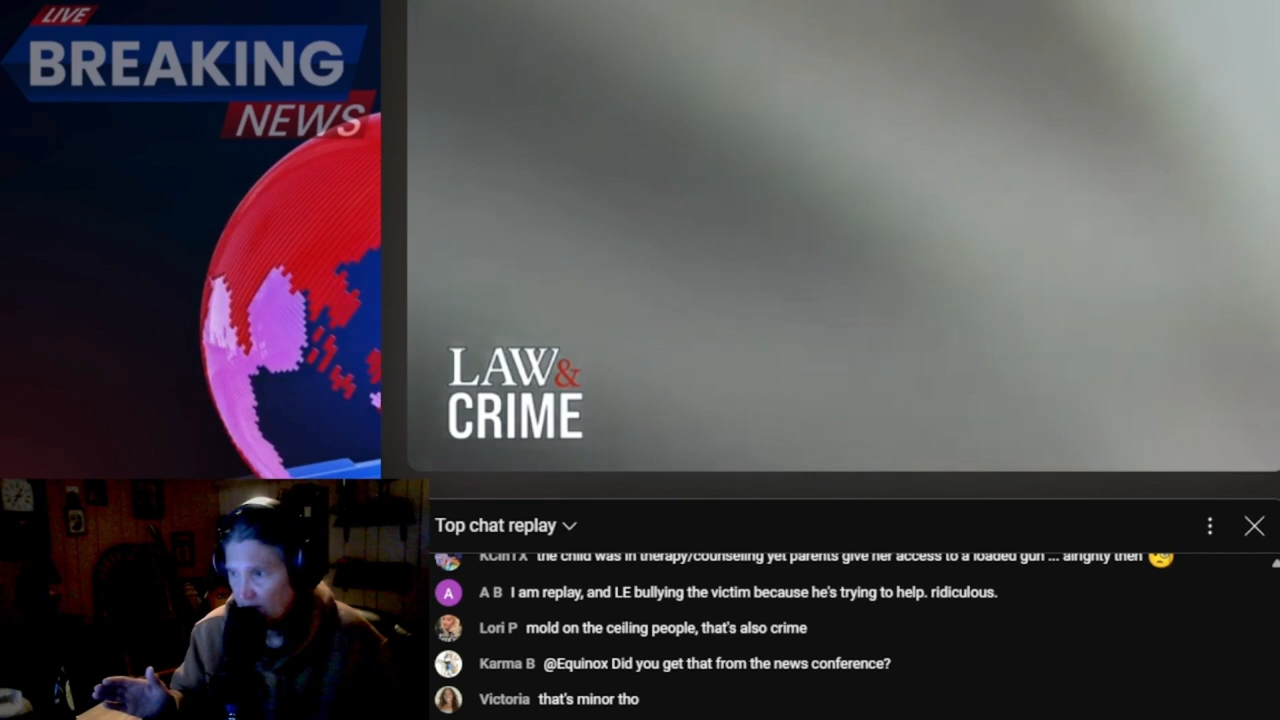 LIVE
BREAKING
NEWS
LAW&
CRIME
Top chat replay
KCinTX the child was in therapy/counseling yet parents give her access to a loaded gun ... alrighty then
A
A B I am replay, and LE bullying the victim because he's trying to help. ridiculous.
Lori P mold on the ceiling people, that's also crime
Karma B @Equinox Did you get that from the news conference?
Victoria that's minor tho